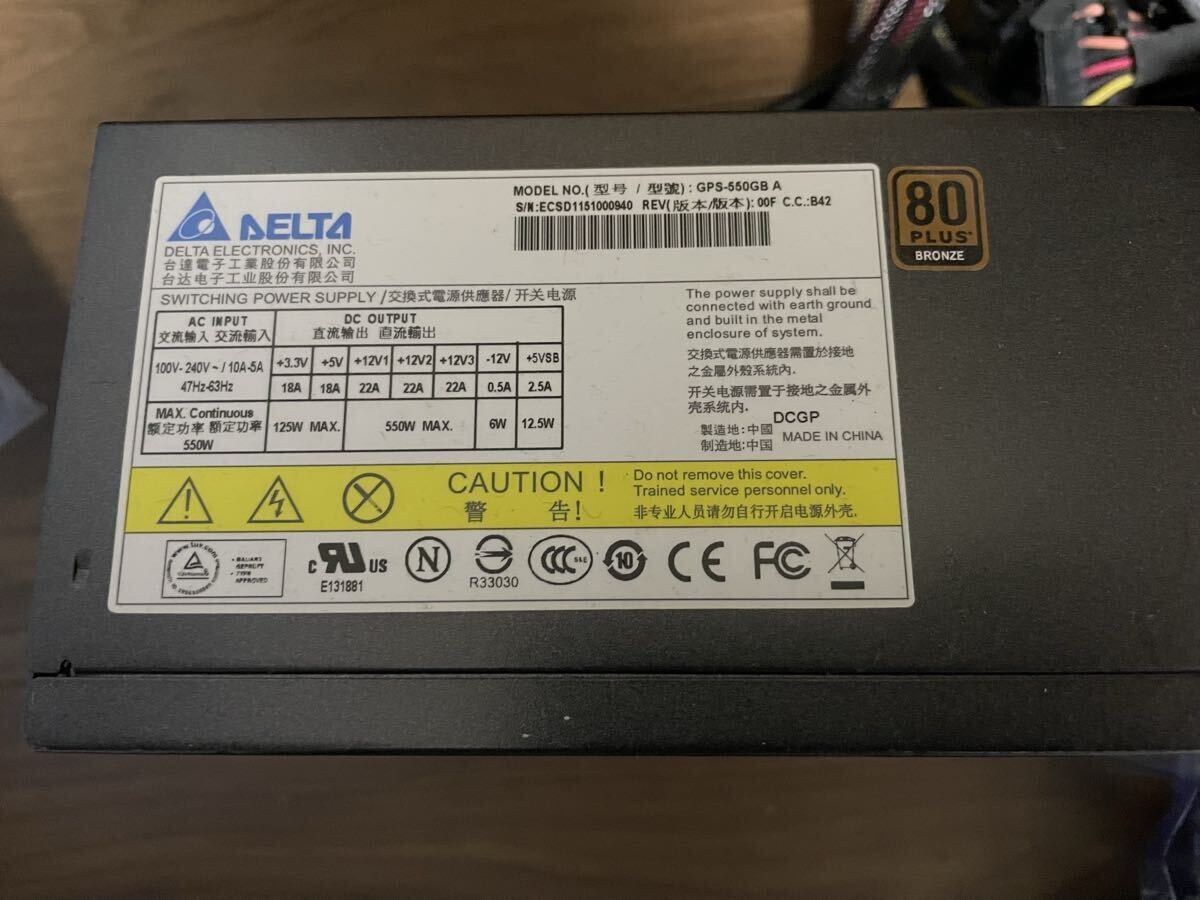 DELTA
DELTA ELECTRONICS, INC.
台達電子工業股份有限公司
台达电子工业股份有限公司
MODEL NO.( 型号 / 型號) : GPS-550GB A
S/N:ECSD1151000940 REV(版本/版本): 00F C.C.:B42
80
PLUS
BRONZE
SWITCHING POWER SUPPLY /交換式電源供應器/ 开关电源
AC INPUT
交流輸入 交流輸入
DC OUTPUT
直流输出 直流輸出
100V- 240V ~ / 10A-5A
47Hz-63Hz
+3.3V +5V +12V1 +12V2 +12V3 -12V +5VSB
18A 18A 22A 22A 22A 0.5A 2.5A
MAX. Continuous
額定功率 額定功率
550W
125W MAX. 550W MAX. 6W 12.5W
The power supply shall be
connected with earth ground
and built in the metal
enclosure of system.
交換式電源供應器需置於接地
之金屬外殼系統內.
开关电源需置于接地之金属外
壳系统内.
DCGP
製造地: 中國
制造地: 中国
MADE IN CHINA
CAUTION !
警 告!
Do not remove this cover.
Trained service personnel only.
非专业人员请勿自行开启电源外壳.
www.tuv.com
TYPE
APPROVED
c RU US
E131881
N
R33030
CCC S&E
10
CE
FC